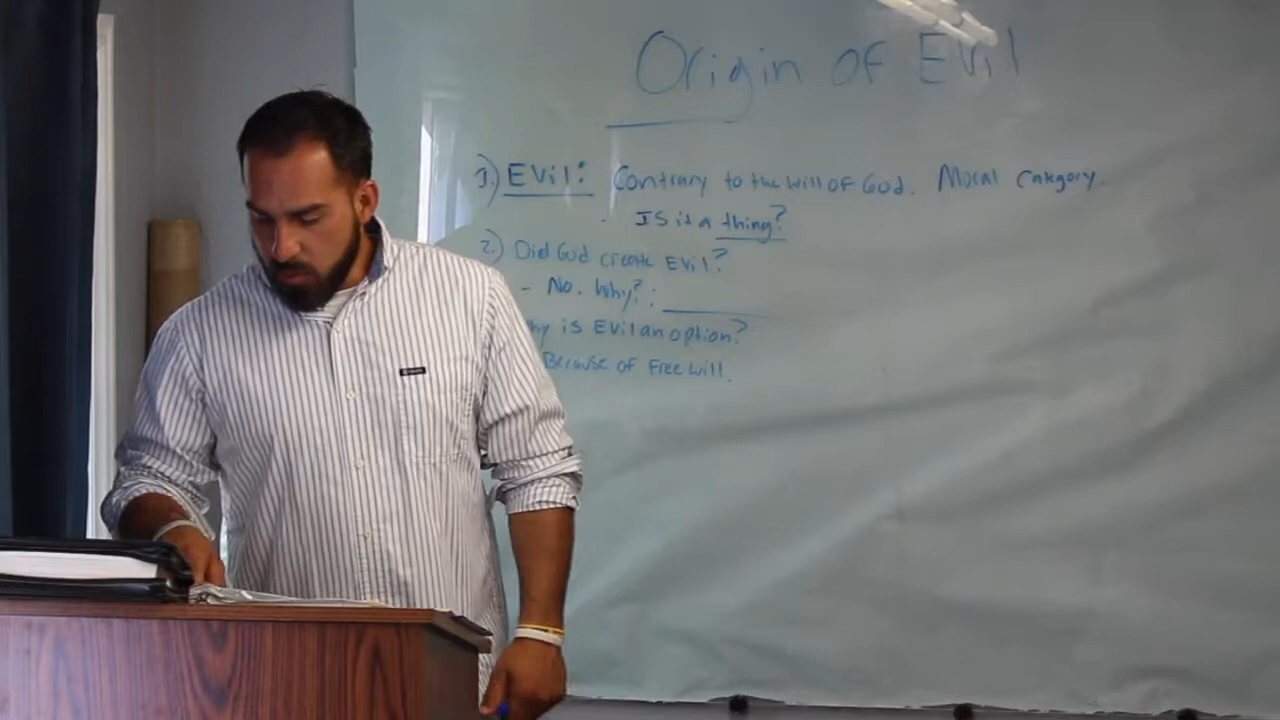 Origin of Evil
1.) Evil: Contrary to the will of God. Moral Category.
Is it a thing?
2.) Did God create Evil?
- No. Why?: 
is Evil an option?
Because of Free will.